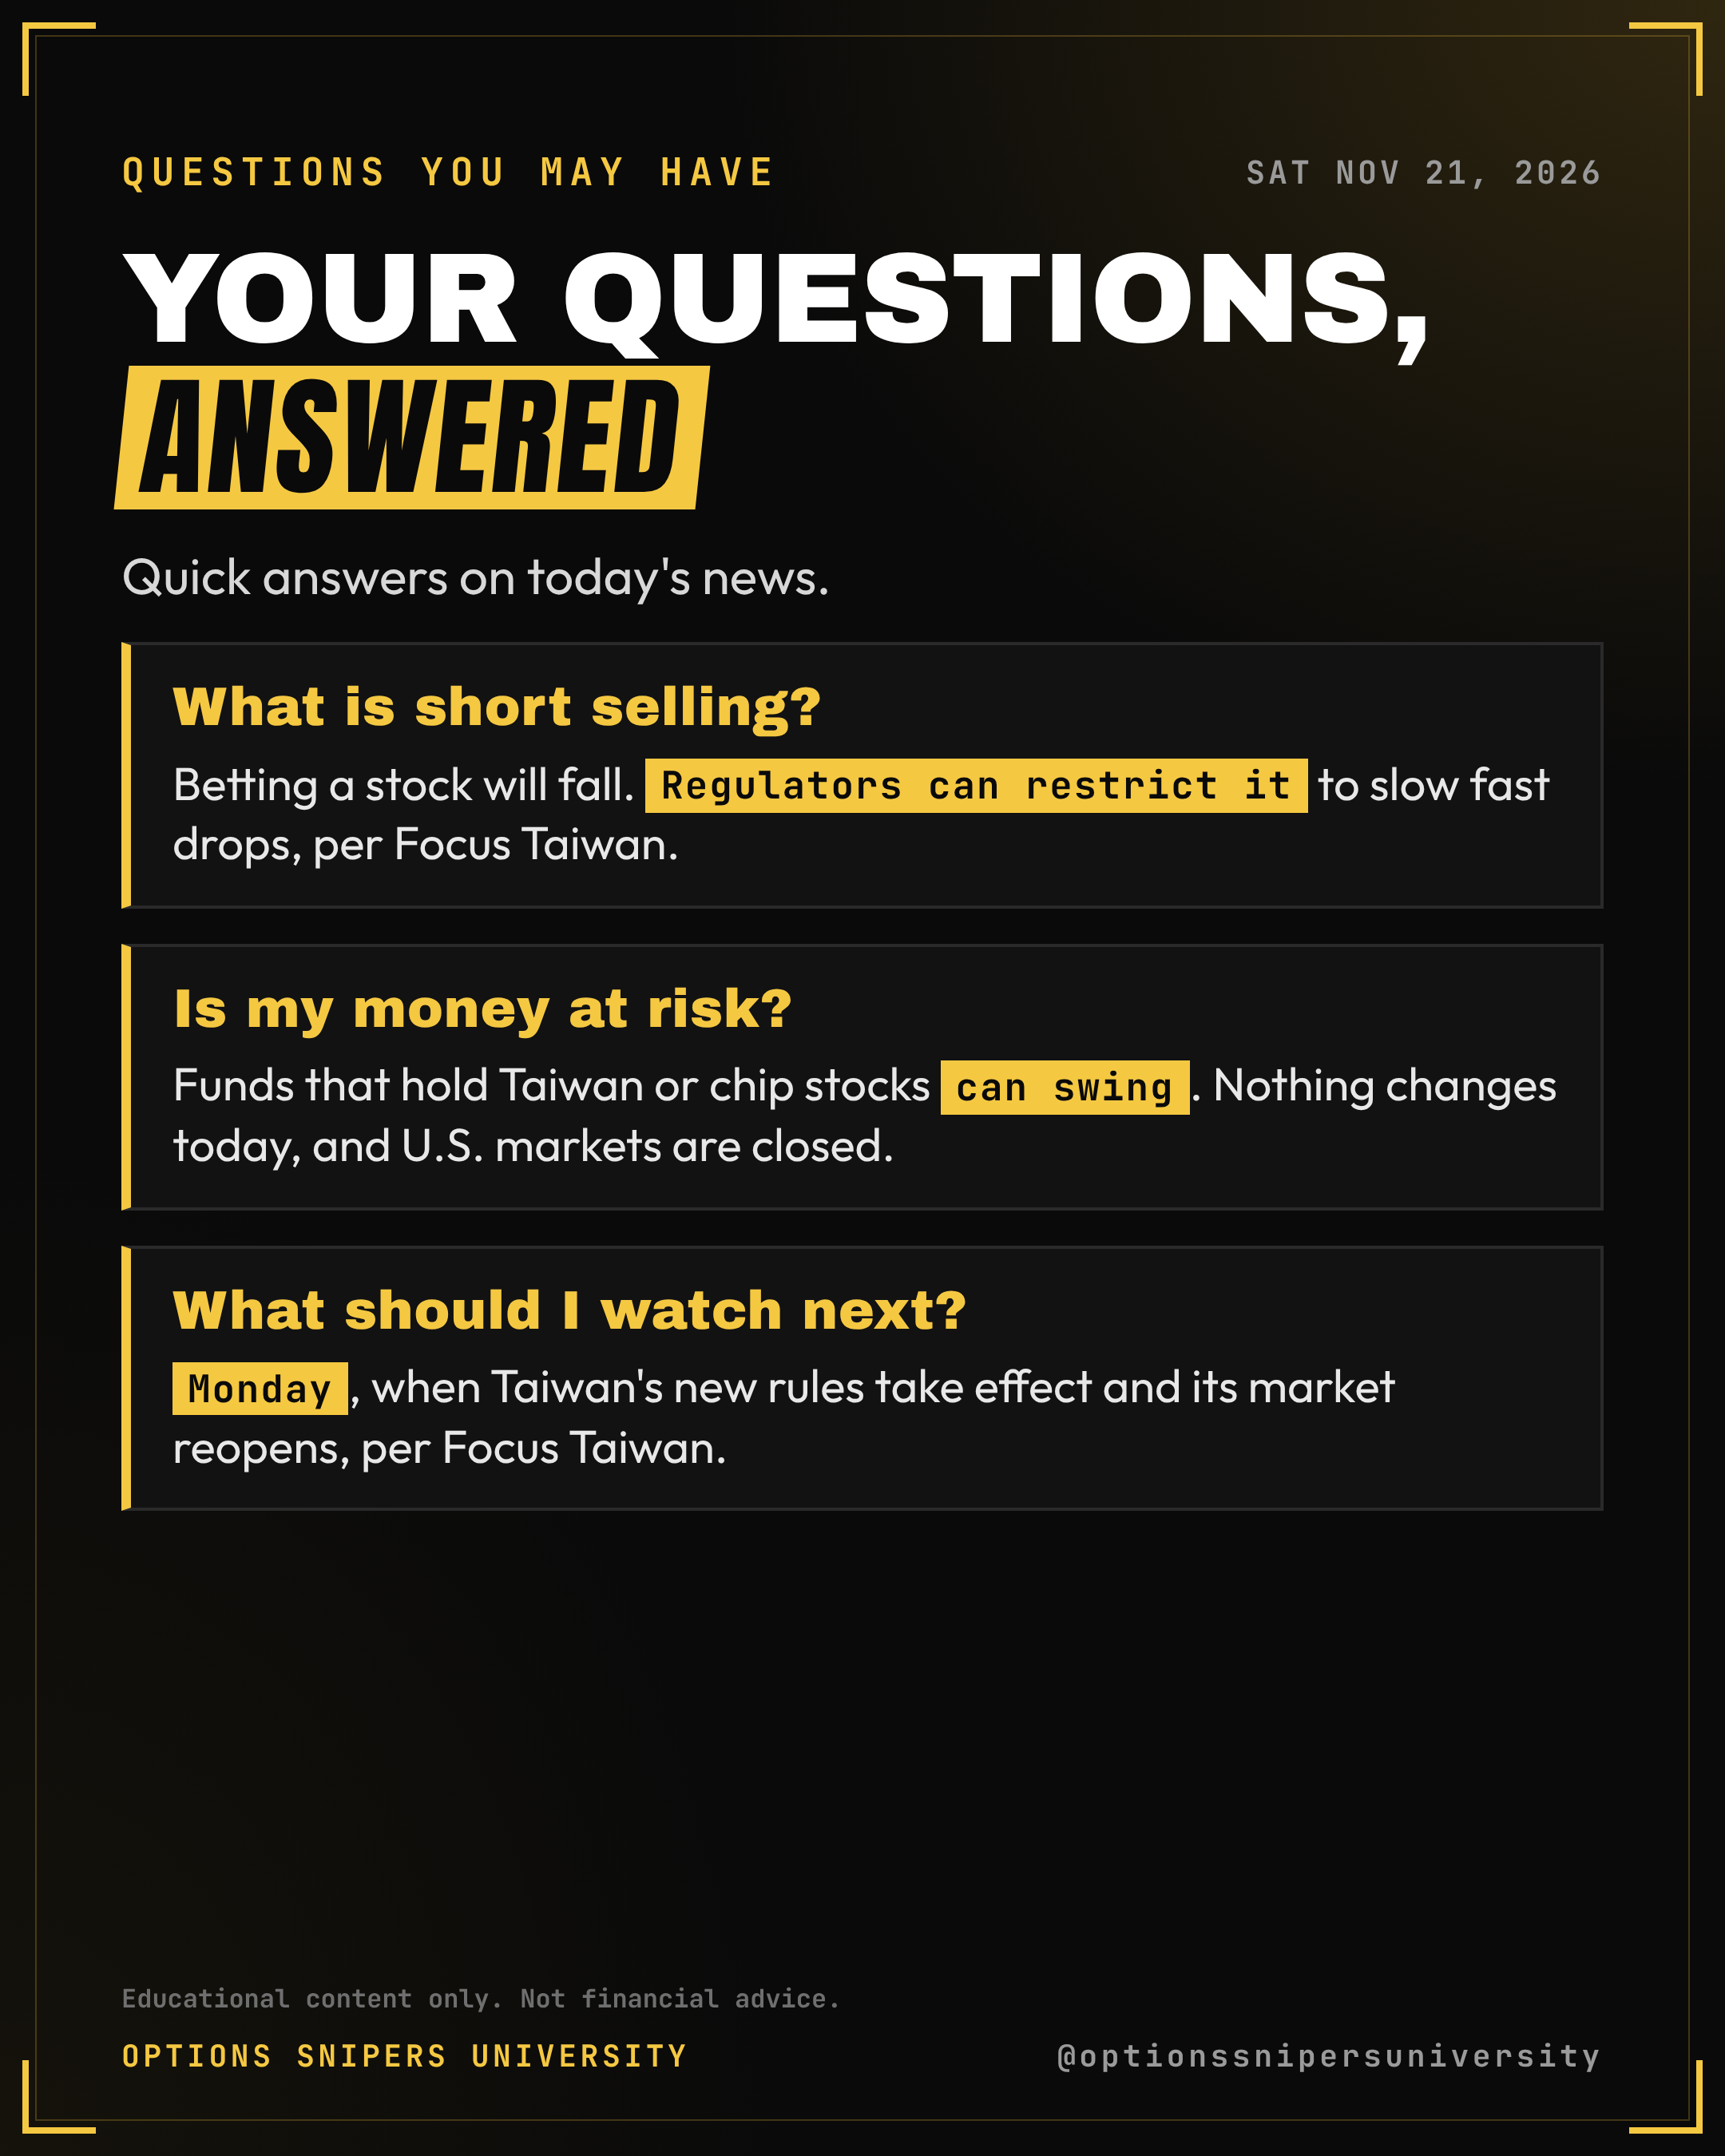 QUESTIONS YOU MAY HAVE
SAT NOV 21, 2026
YOUR QUESTIONS,
ANSWERED
Quick answers on today's news.
What is short selling?
Betting a stock will fall. Regulators can restrict it to slow fast
drops, per Focus Taiwan.
Is my money at risk?
Funds that hold Taiwan or chip stocks can swing. Nothing changes
today, and U.S. markets are closed.
What should I watch next?
Monday, when Taiwan's new rules take effect and its market
reopens, per Focus Taiwan.
Educational content only. Not financial advice.
OPTIONS SNIPERS UNIVERSITY
@optionssnipersuniversity